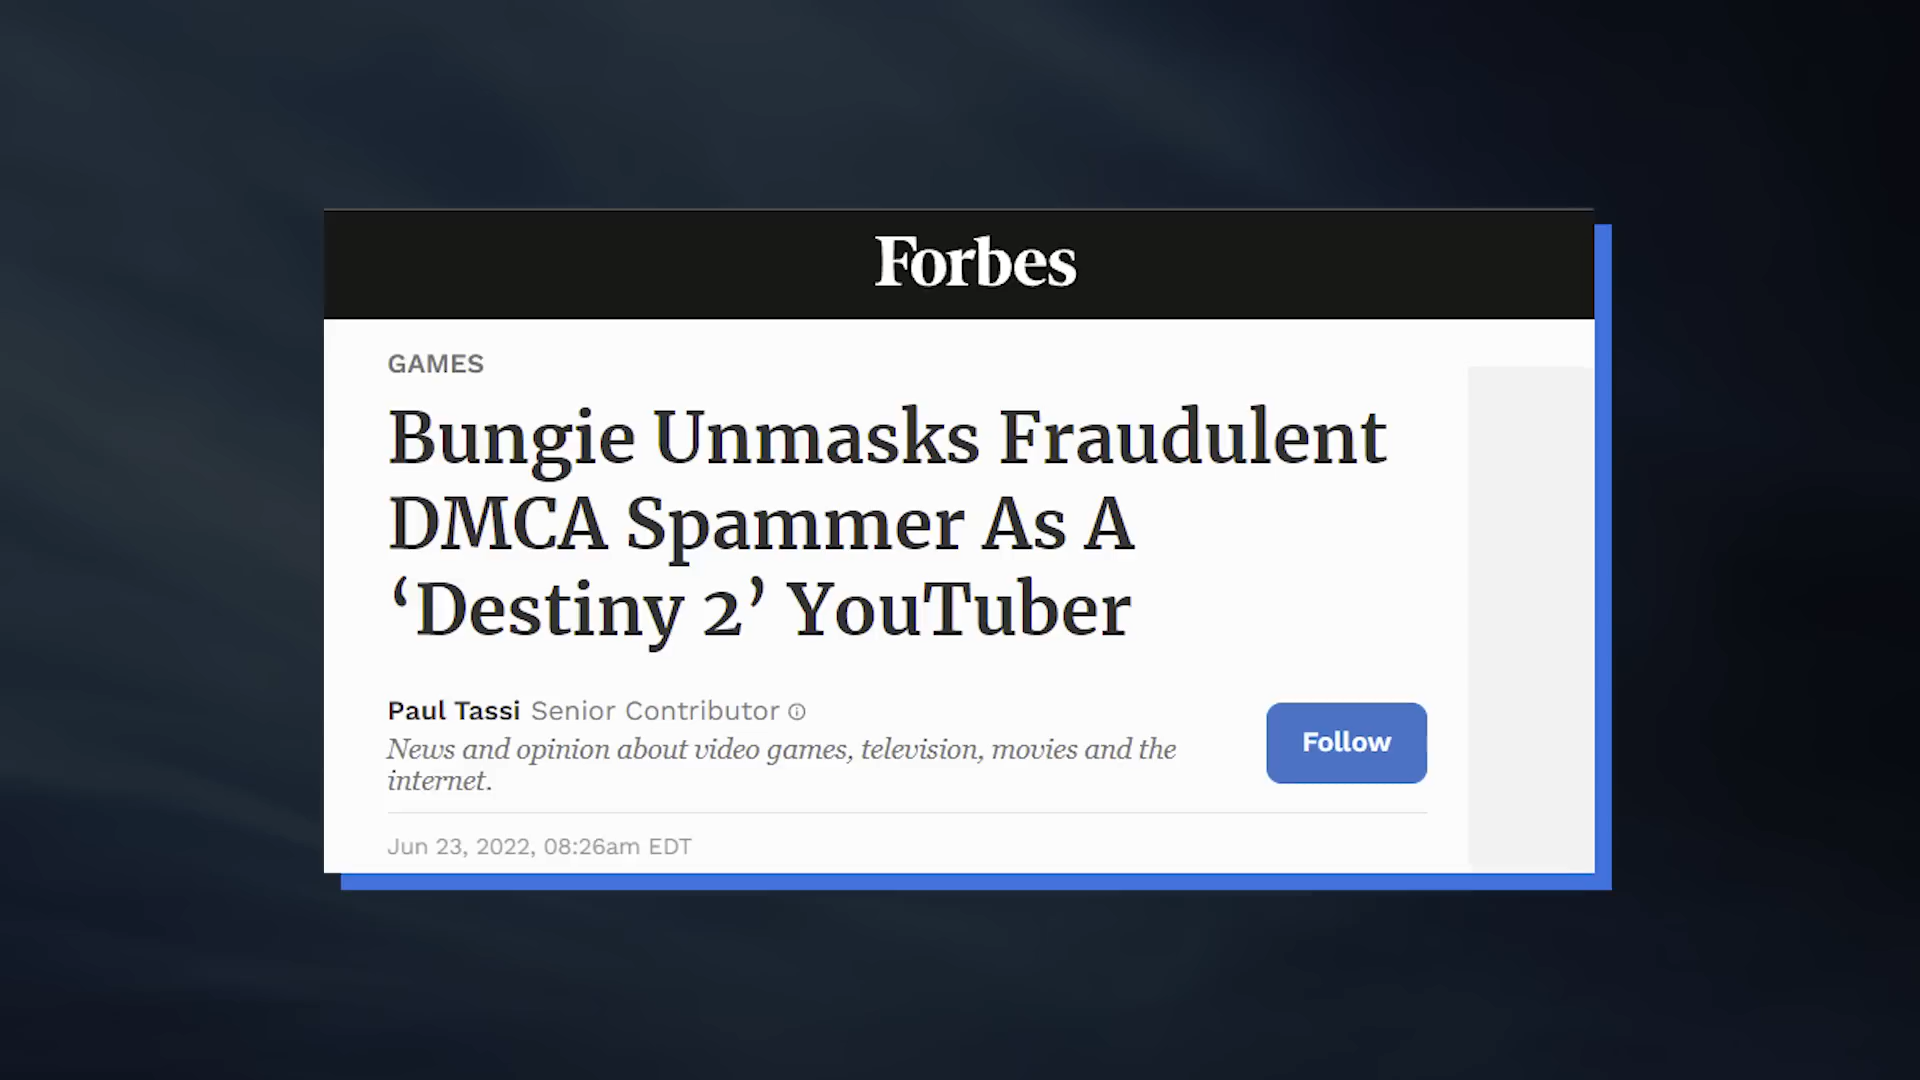 Forbes
GAMES
Bungie Unmasks Fraudulent
DMCA Spammer As A
‘Destiny 2’ YouTuber
Paul Tassi Senior Contributor
News and opinion about video games, television, movies and the
internet.
Follow
Jun 23, 2022, 08:26am EDT